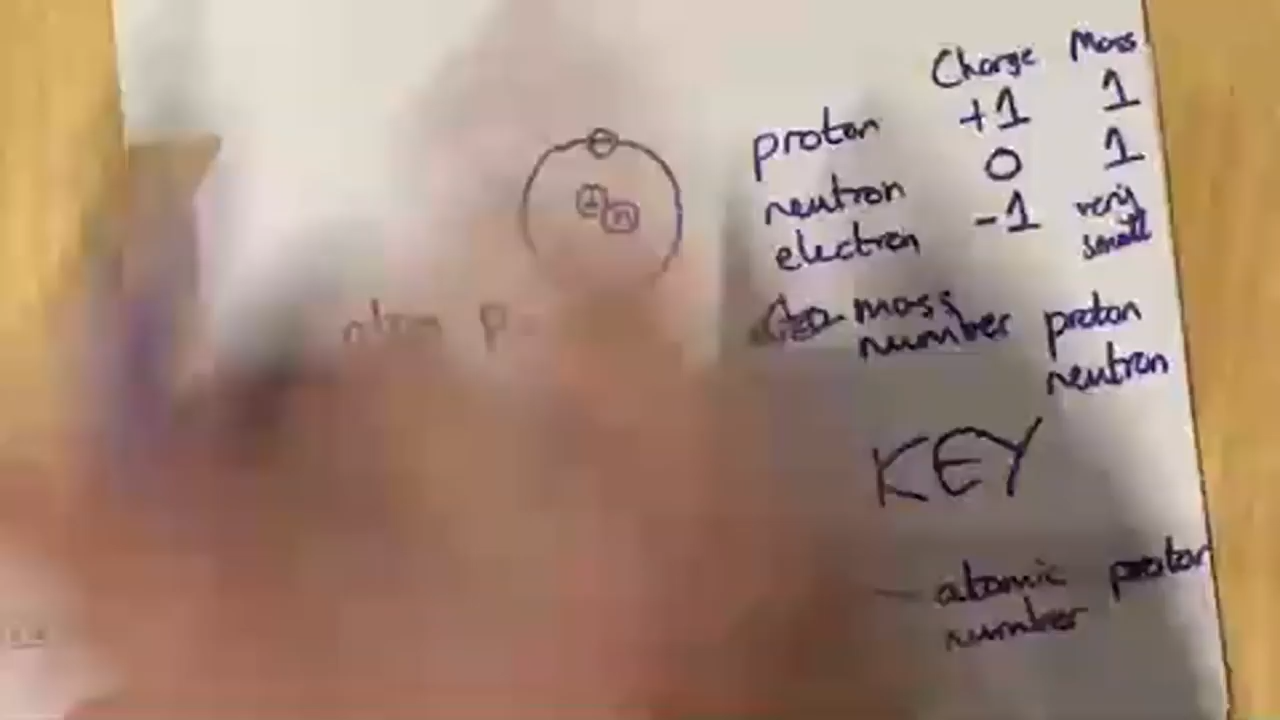 Charge Mass
proton +1 1
neutron 0 1
electron -1 very small
n
mass number proton neutron
KEY
atomic number proton